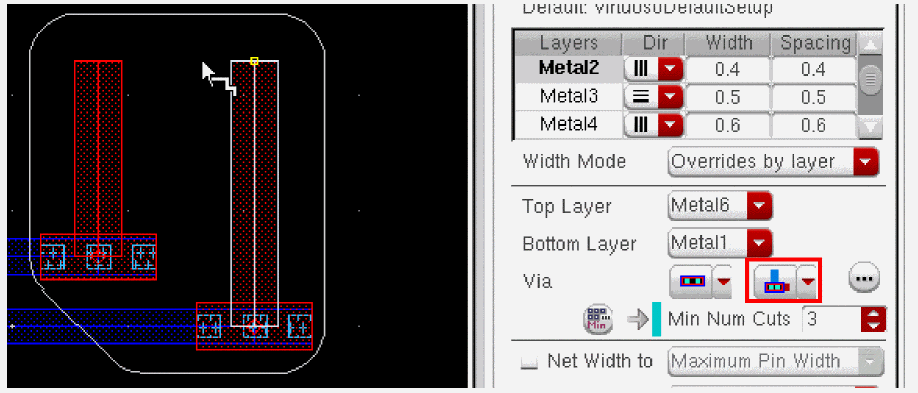 Default: VirtuosoDefaultSetup
Layers Dir Width Spacing
Metal2 0.4 0.4
Metal3 0.5 0.5
Metal4 0.6 0.6
Width Mode Overrides by layer
Top Layer Metal6
Bottom Layer Metal1
Via ...
Min Min Num Cuts 3
Net Width to Maximum Pin Width